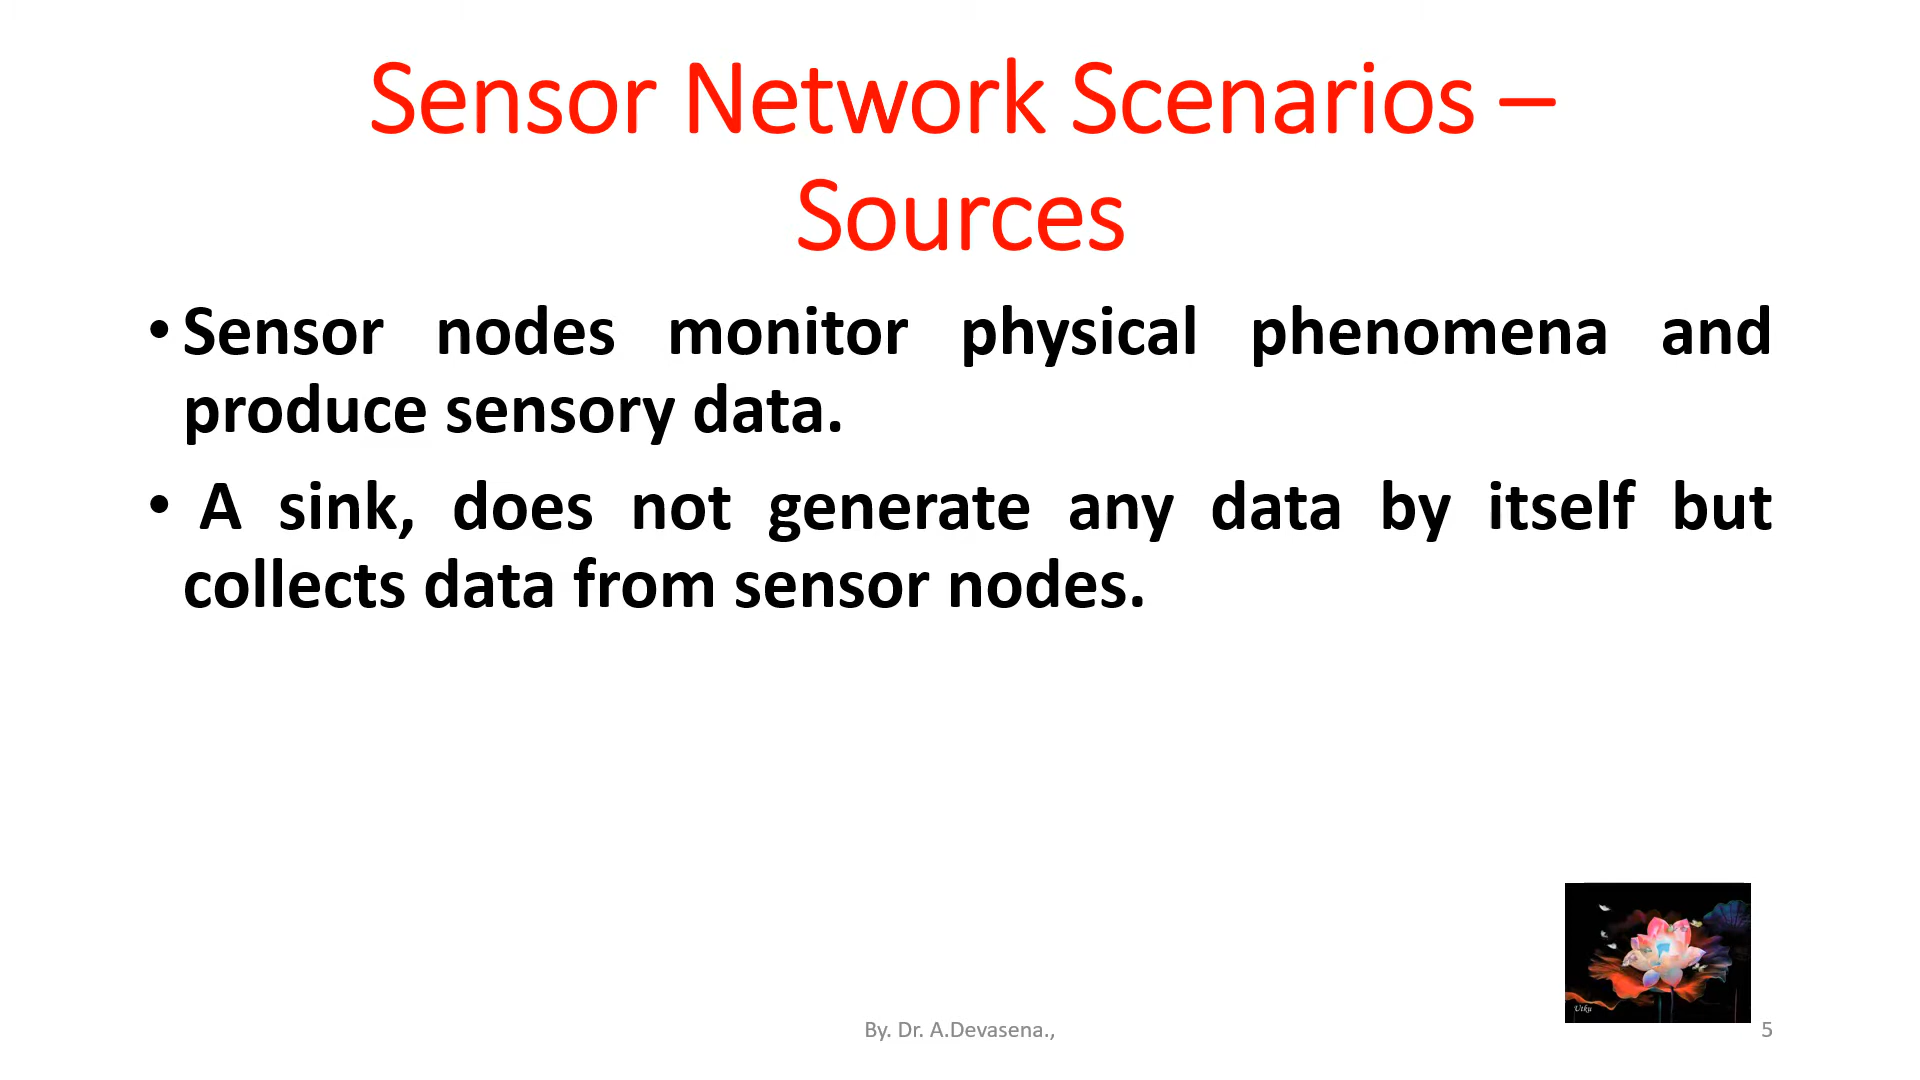 Sensor Network Scenarios –
Sources
• Sensor nodes monitor physical phenomena and
produce sensory data.
• A sink, does not generate any data by itself but
collects data from sensor nodes.
Utku
By. Dr. A.Devasena.,
5